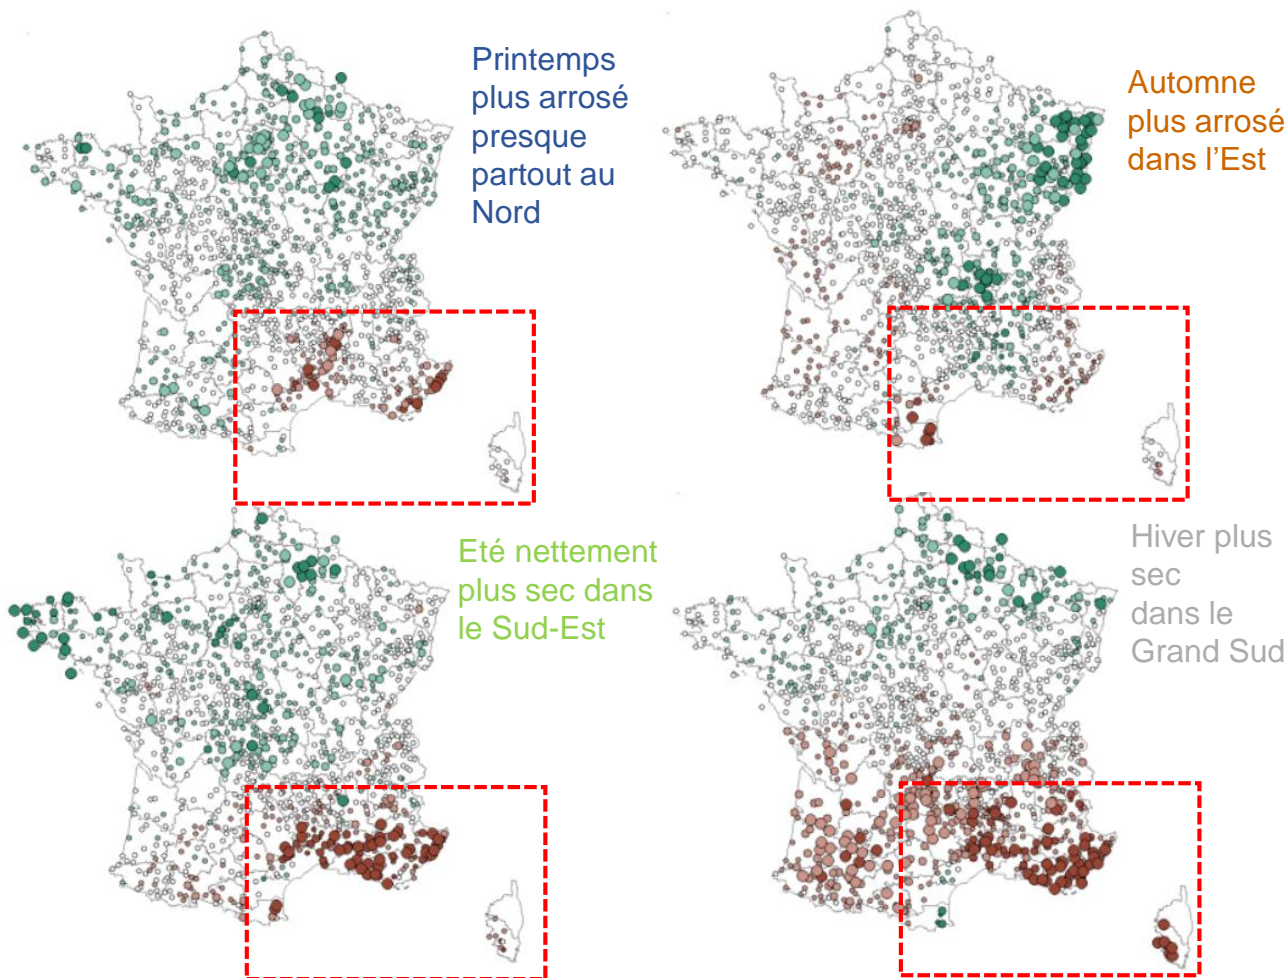 Printemps
plus arrosé
presque
partout au
Nord
Automne
plus arrosé
dans l’Est
Eté nettement
plus sec dans
le Sud-Est
Hiver plus
sec
dans le
Grand Sud